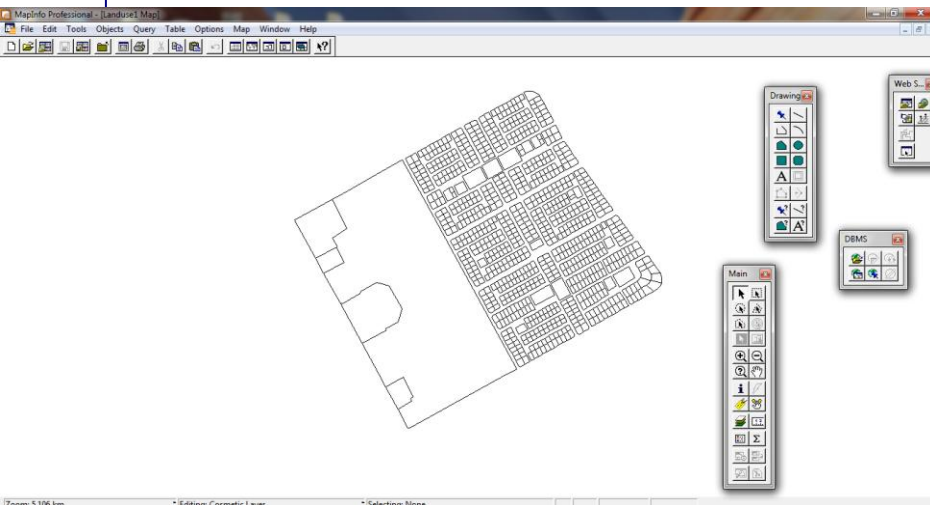 MapInfo Professional - [Landuse1 Map]
File Edit Tools Objects Query Table Options Map Window Help
Drawing
Web S...
DBMS
Main
Zoom: 5.106 km Editing: Cosmetic Layer Selecting: None